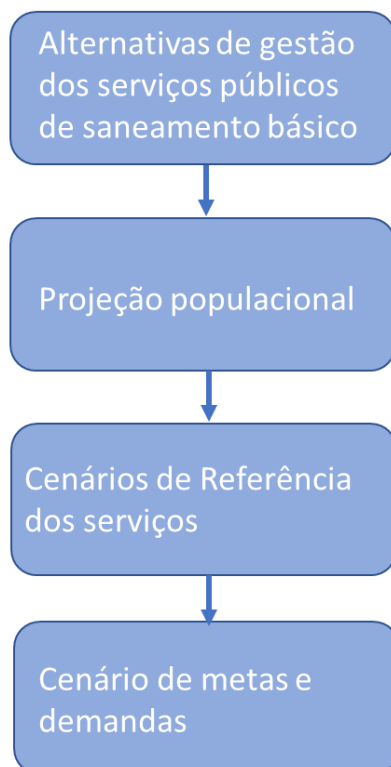 Alternativas de gestão
dos serviços públicos
de saneamento básico
Projeção populacional
Cenários de Referência
dos serviços
Cenário de metas e
demandas